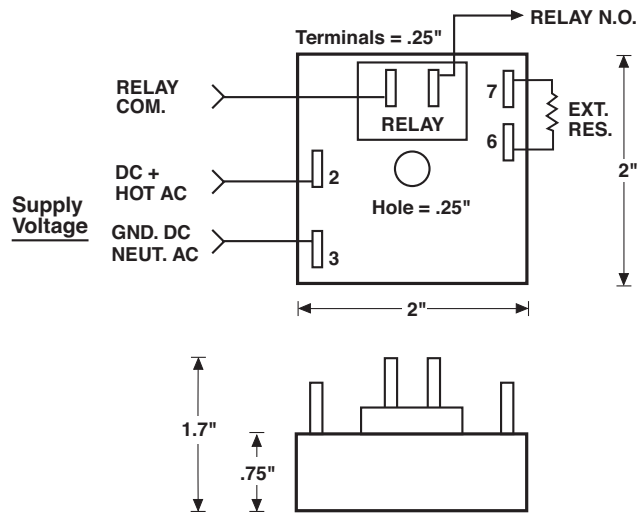 RELAY N.O.
Terminals = .25"
RELAY
COM.
RELAY
7
6
EXT.
RES.
DC +
HOT AC
2
2"
Supply
Voltage
Hole = .25"
GND. DC
NEUT. AC
3
2"
1.7"
.75"